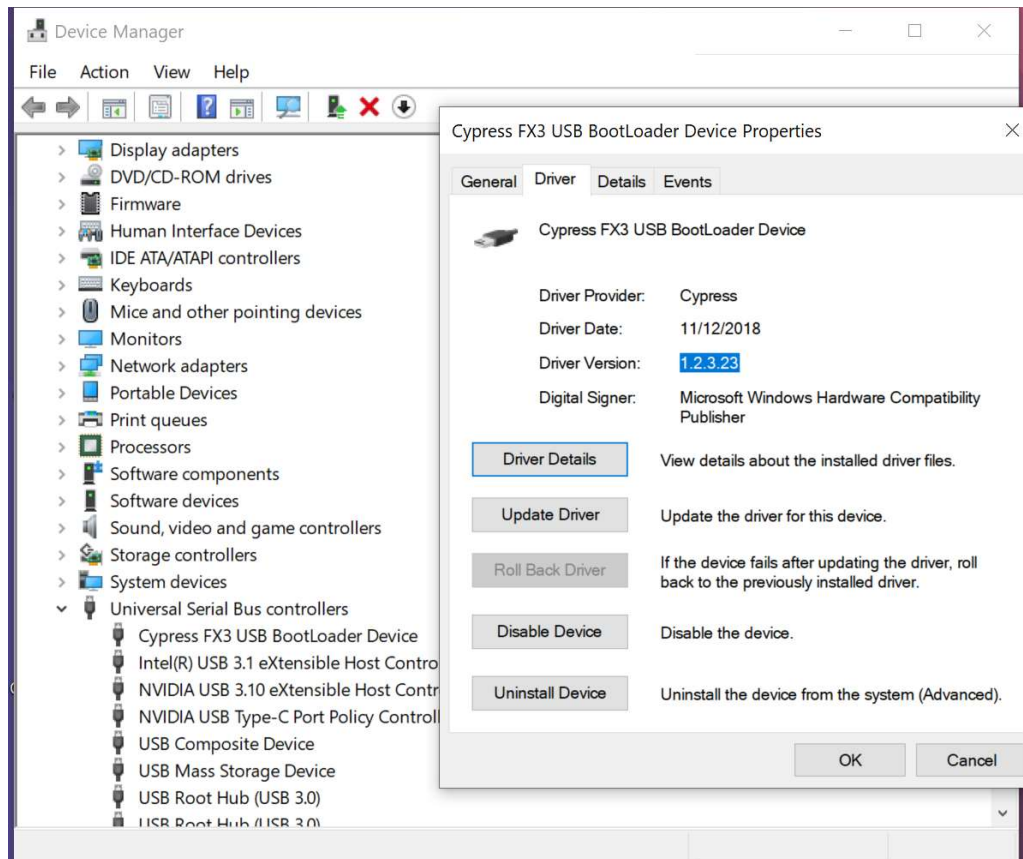 Device Manager
File Action View Help
Display adapters
DVD/CD-ROM drives
Firmware
Human Interface Devices
IDE ATA/ATAPI controllers
Keyboards
Mice and other pointing devices
Monitors
Network adapters
Portable Devices
Print queues
Processors
Software components
Software devices
Sound, video and game controllers
Storage controllers
System devices
Universal Serial Bus controllers
Cypress FX3 USB BootLoader Device
Intel(R) USB 3.1 eXtensible Host Contro
NVIDIA USB 3.10 eXtensible Host Contr
NVIDIA USB Type-C Port Policy Controll
USB Composite Device
USB Mass Storage Device
USB Root Hub (USB 3.0)
USB Root Hub (USB 3.0)
Cypress FX3 USB BootLoader Device Properties
General Driver Details Events
Cypress FX3 USB BootLoader Device
Driver Provider: Cypress
Driver Date: 11/12/2018
Driver Version: 1.2.3.23
Digital Signer: Microsoft Windows Hardware Compatibility
Publisher
Driver Details View details about the installed driver files.
Update Driver Update the driver for this device.
Roll Back Driver If the device fails after updating the driver, roll
back to the previously installed driver.
Disable Device Disable the device.
Uninstall Device Uninstall the device from the system (Advanced).
OK Cancel